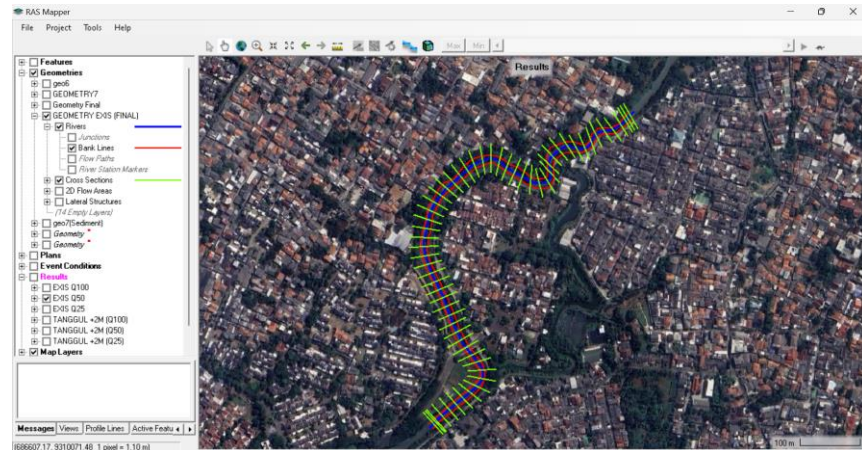 RAS Mapper
File Project Tools Help
Max Min
Features
Geometries
geo6
GEOMETRY7
Geometry Final
GEOMETRY EXIS (FINAL)
Rivers
Junctions
Bank Lines
Flow Paths
River Station Markers
Cross Sections
2D Flow Areas
Lateral Structures
(14 Empty Layers)
geo7(Sediment)
Geometry
Geometry
Plans
Event Conditions
Results
EXIS Q100
EXIS Q50
EXIS Q25
TANGGUL +2M (Q100)
TANGGUL +2M (Q50)
TANGGUL +2M (Q25)
Map Layers
Results
100 m
Messages Views Profile Lines Active Featu
(686607.17, 9310071.48 1 pixel = 1.10 m)